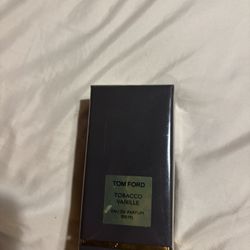 TOM FORD
TOBACCO
VANILLE
EAU DE PARFUM